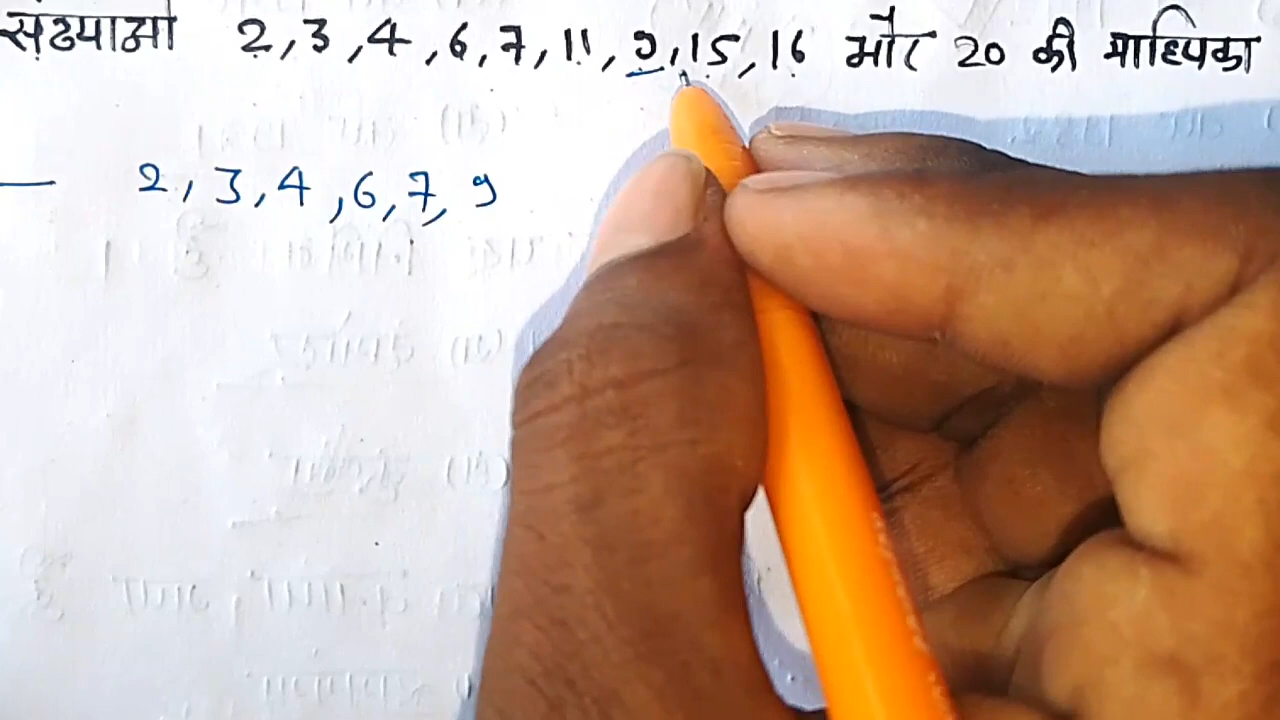 संख्याओं 2, 3, 4, 6, 7, 11, 9, 15, 16 और 20 की माध्यिका
— 2, 3, 4, 6, 7, 9